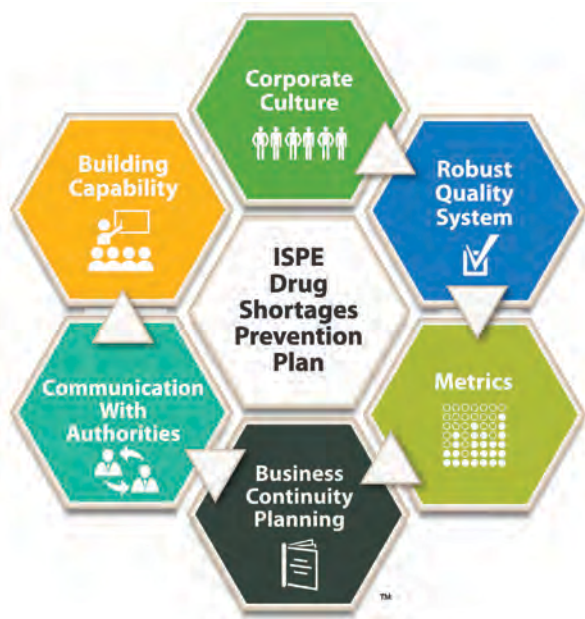 Corporate
Culture
Robust
Quality
System
Metrics
Business
Continuity
Planning
Communication
With
Authorities
Building
Capability
ISPE
Drug
Shortages
Prevention
Plan
TM